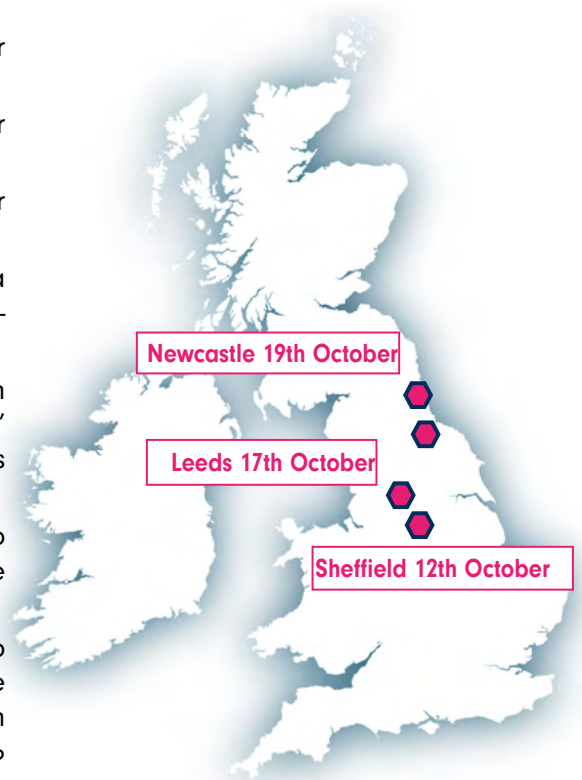 r
r
r
a
-
Newcastle 19th October
n
’
Leeds 17th October
s
o
e
Sheffield 12th October
o
e
n
?